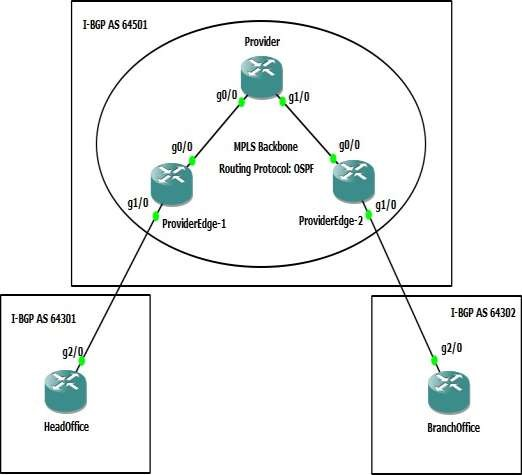 I-BGP AS 64501
Provider
g0/0
g1/0
g0/0
MPLS Backbone
g0/0
Routing Protocol: OSPF
g1/0
ProviderEdge-1
ProviderEdge-2
g1/0
I-BGP AS 64301
I-BGP AS 64302
g2/0
g2/0
HeadOffice
BranchOffice